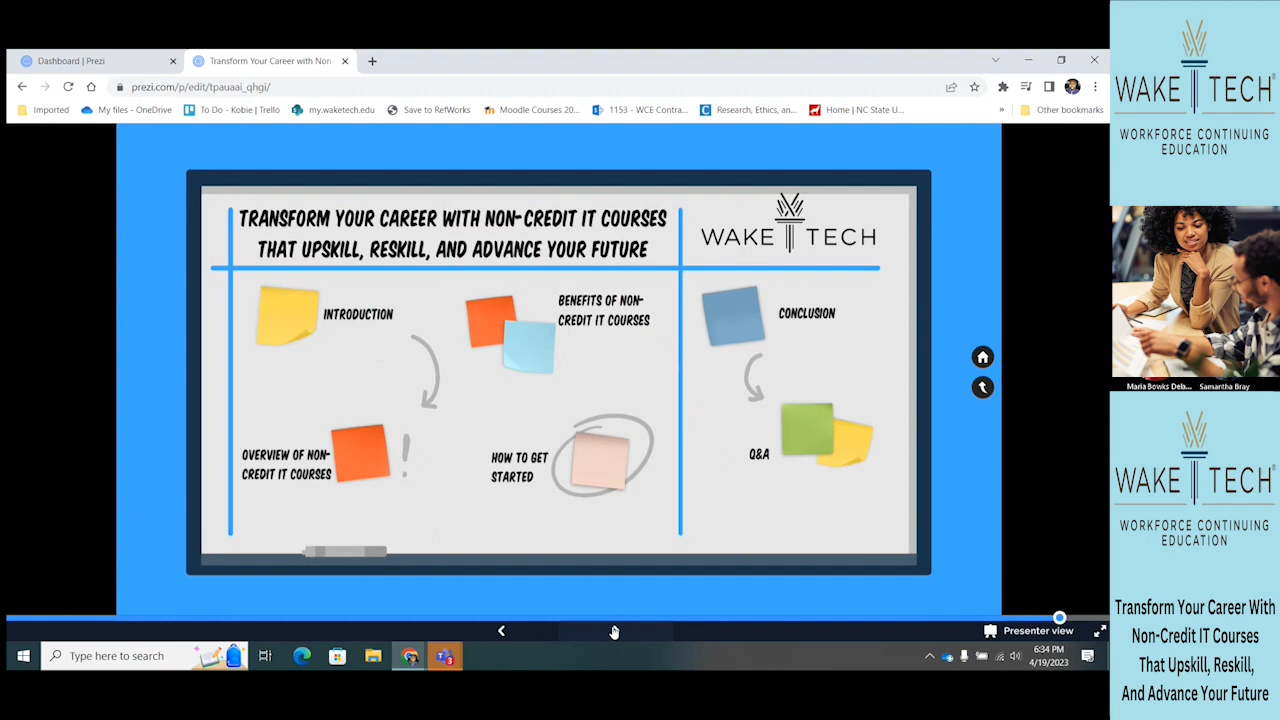 Dashboard | Prezi
Transform Your Career with Non-
prezi.com/p/edit/tpauaai_qhgi/
Imported
My files - OneDrive
To Do - Kobie | Trello
my.waketech.edu
Save to RefWorks
Moodle Courses 20...
1153 - WCE Contra...
Research, Ethics, an...
Home | NC State U...
»
Other bookmarks
TRANSFORM YOUR CAREER WITH NON-CREDIT IT COURSES
THAT UPSKILL, RESKILL, AND ADVANCE YOUR FUTURE
WAKE TECH
INTRODUCTION
BENEFITS OF NON-
CREDIT IT COURSES
CONCLUSION
OVERVIEW OF NON-
CREDIT IT COURSES
!
HOW TO GET
STARTED
Q&A
Presenter view
Type here to search
6:34 PM
4/19/2023
WAKE TECH®
WORKFORCE CONTINUING
EDUCATION
Maria Bowks Dela... Samantha Bray
WAKE TECH®
WORKFORCE CONTINUING
EDUCATION
Transform Your Career With
Non-Credit IT Courses
That Upskill, Reskill,
And Advance Your Future